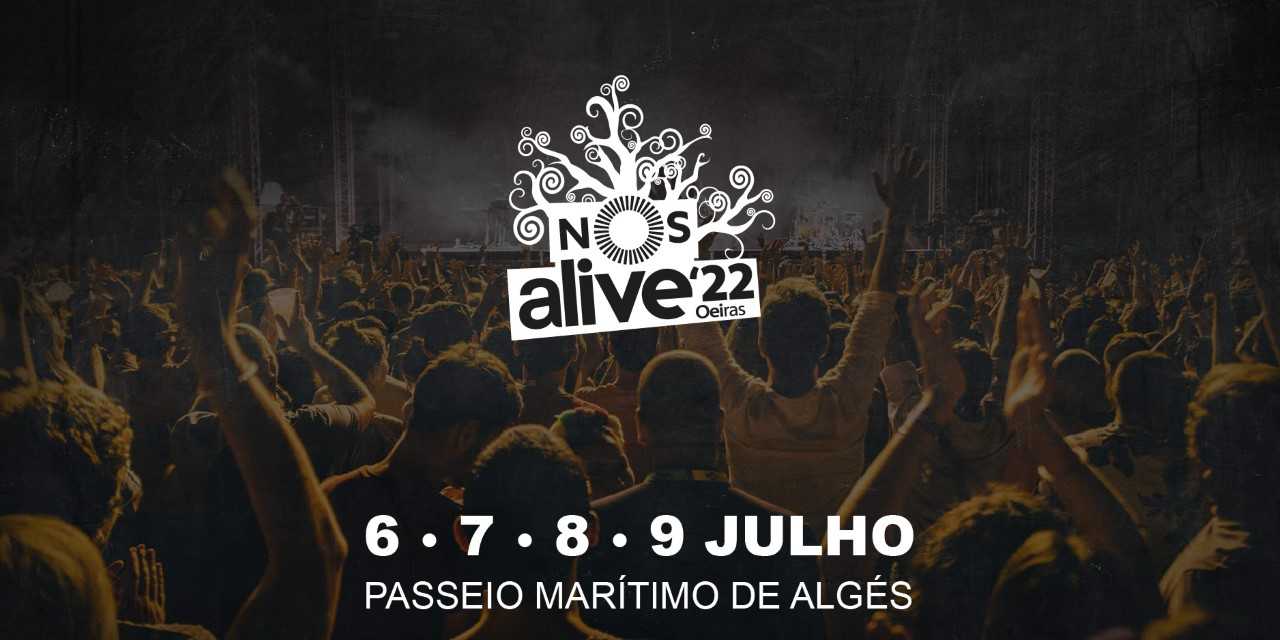 NOS
alive'22
Oeiras
6 • 7 • 8 • 9 JULHO
PASSEIO MARÍTIMO DE ALGÉS